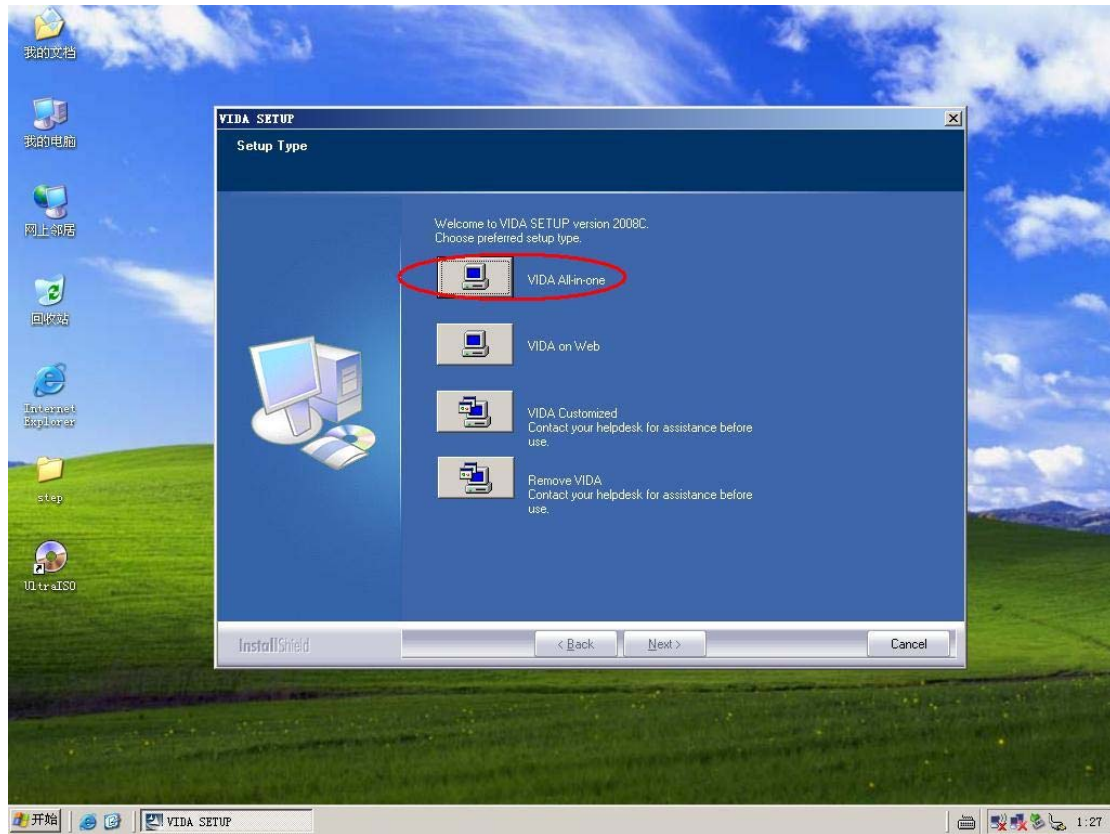 我的文档
我的电脑
网上邻居
回收站
Internet
Explorer
step
UltraISO
VIDA SETUP
Setup Type
Welcome to VIDA SETUP version 2008C.
Choose preferred setup type.
VIDA All-in-one
VIDA on Web
VIDA Customized
Contact your helpdesk for assistance before
use.
Remove VIDA
Contact your helpdesk for assistance before
use.
InstallShield
< Back
Next >
Cancel
开始
VIDA SETUP
1:27